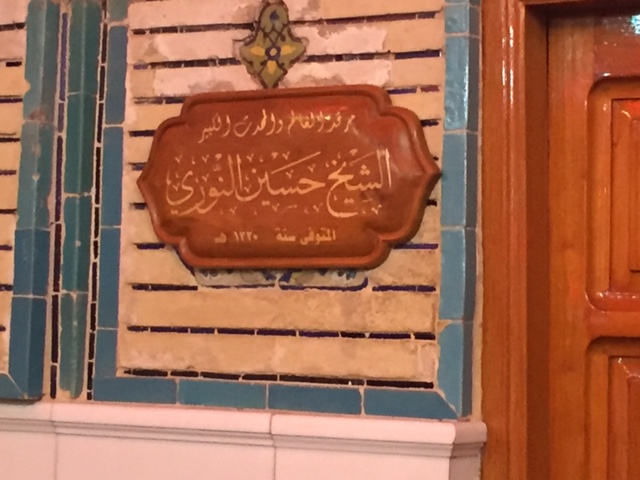 مرقد العالم والمحدث الكبير
الشيخ حسين النوري
المتوفى سنة ١٣٢٠ هـ